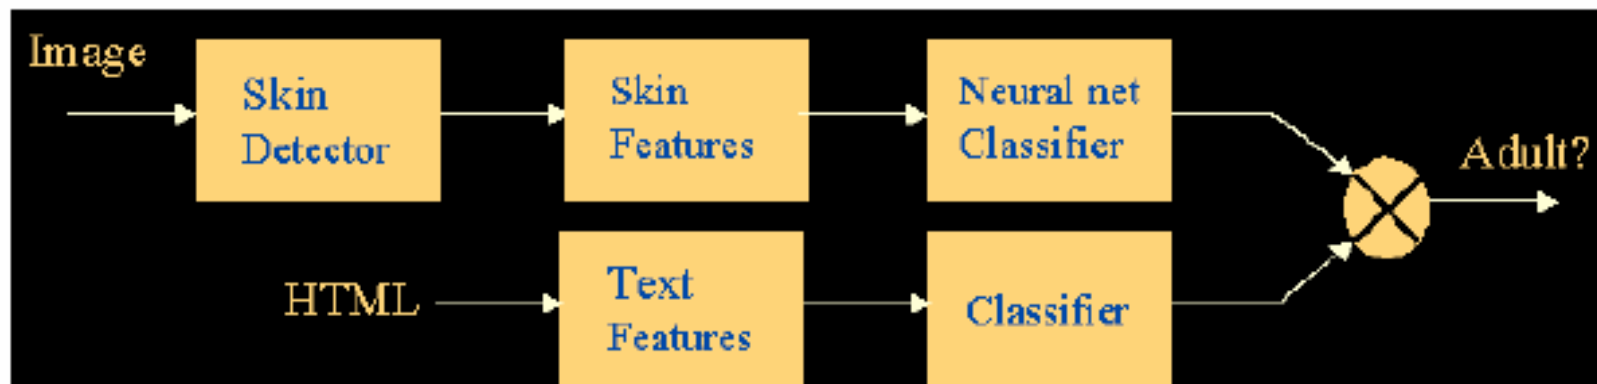 Image
Skin
Detector
Skin
Features
Neural net
Classifier
Adult?
HTML
Text
Features
Classifier